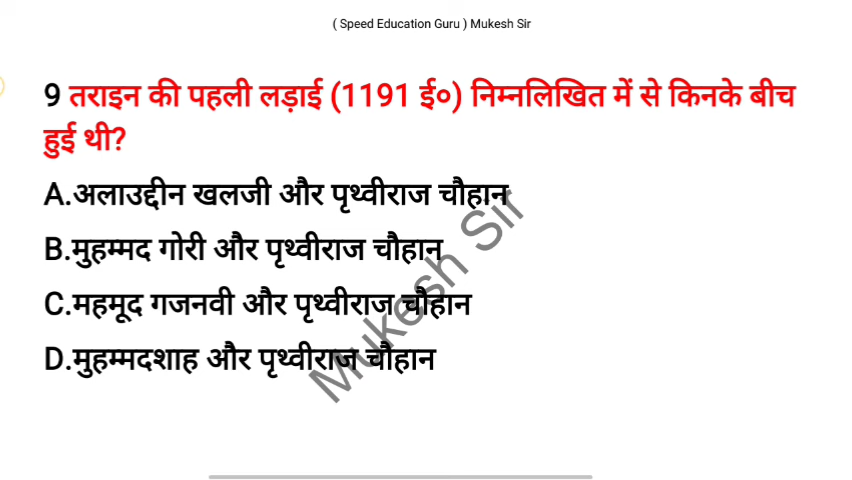 ( Speed Education Guru ) Mukesh Sir
9 तराइन की पहली लड़ाई (1191 ई०) निम्नलिखित में से किनके बीच
हुई थी?
A.अलाउद्दीन खलजी और पृथ्वीराज चौहान
B.मुहम्मद गोरी और पृथ्वीराज चौहान
C.महमूद गजनवी और पृथ्वीराज चौहान
D.मुहम्मदशाह और पृथ्वीराज चौहान
Mukesh Sir